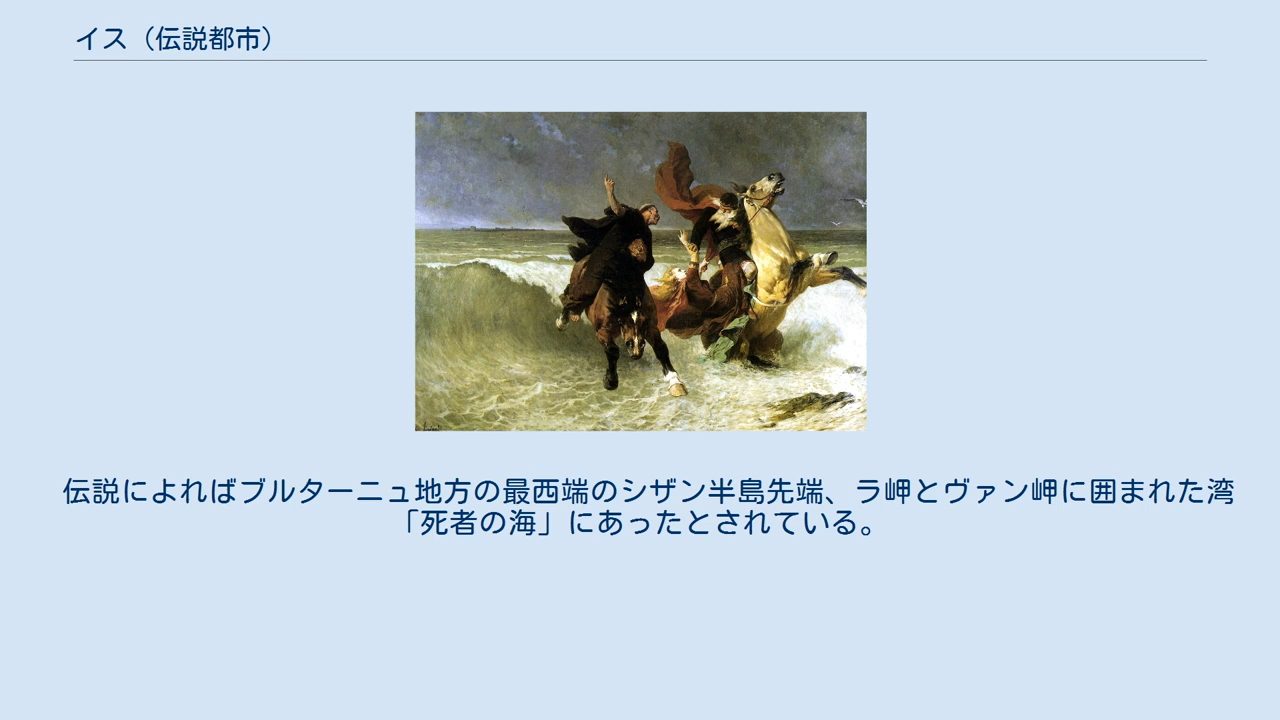 イス（伝説都市）
伝説によればブルターニュ地方の最西端のシザン半島先端、ラ岬とヴァン岬に囲まれた湾
「死者の海」にあったとされている。